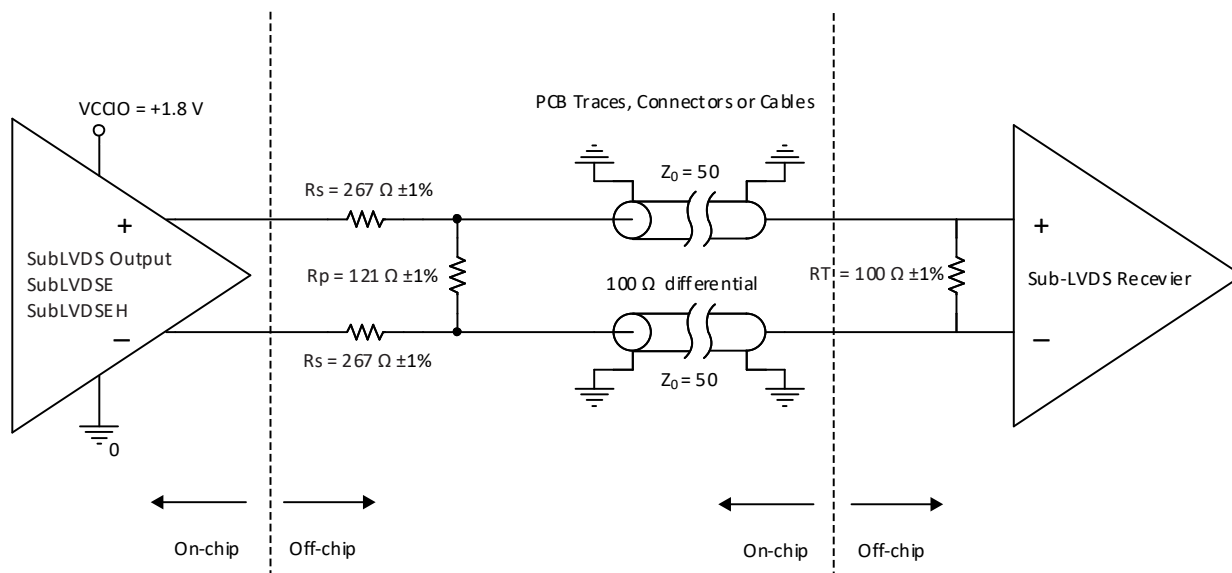 VCCIO = +1.8 V
PCB Traces, Connectors or Cables
Rs = 267 Ω ±1%
Z0 = 50
+
SubLVDS Output
SubLVDSE
SubLVDSEH
−
Rp = 121 Ω ±1%
100 Ω differential
RT = 100 Ω ±1%
+
Sub-LVDS Recevier
−
Rs = 267 Ω ±1%
Z0 = 50
0
On-chip
Off-chip
On-chip
Off-chip